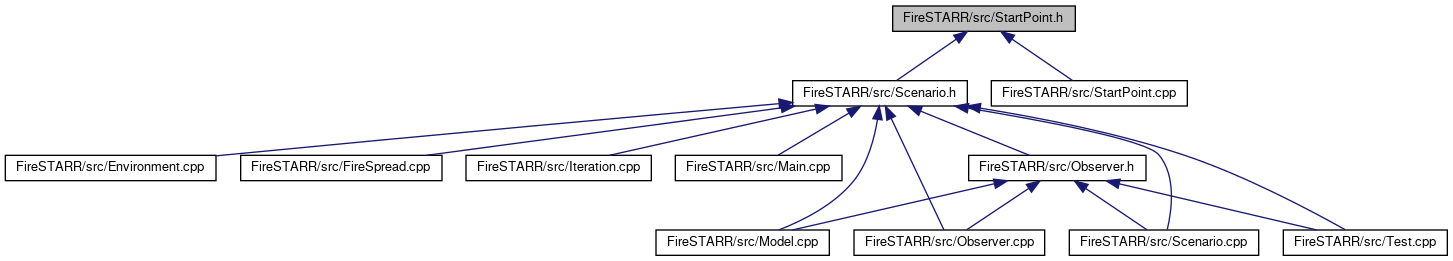 FireSTARR/src/StartPoint.h
FireSTARR/src/Scenario.h
FireSTARR/src/StartPoint.cpp
FireSTARR/src/Environment.cpp
FireSTARR/src/FireSpread.cpp
FireSTARR/src/Iteration.cpp
FireSTARR/src/Main.cpp
FireSTARR/src/Observer.h
FireSTARR/src/Model.cpp
FireSTARR/src/Observer.cpp
FireSTARR/src/Scenario.cpp
FireSTARR/src/Test.cpp